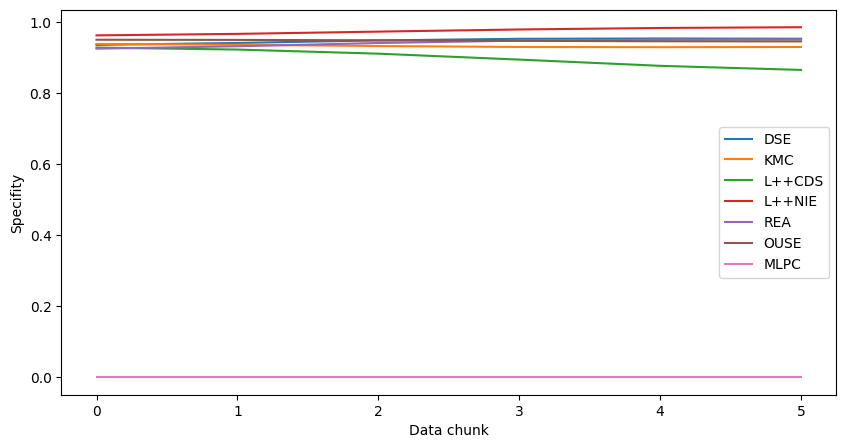 1.0
0.8
0.6
0.4
0.2
0.0
Specifity
0 1 2 3 4 5
Data chunk
DSE
KMC
L++CDS
L++NIE
REA
OUSE
MLPC